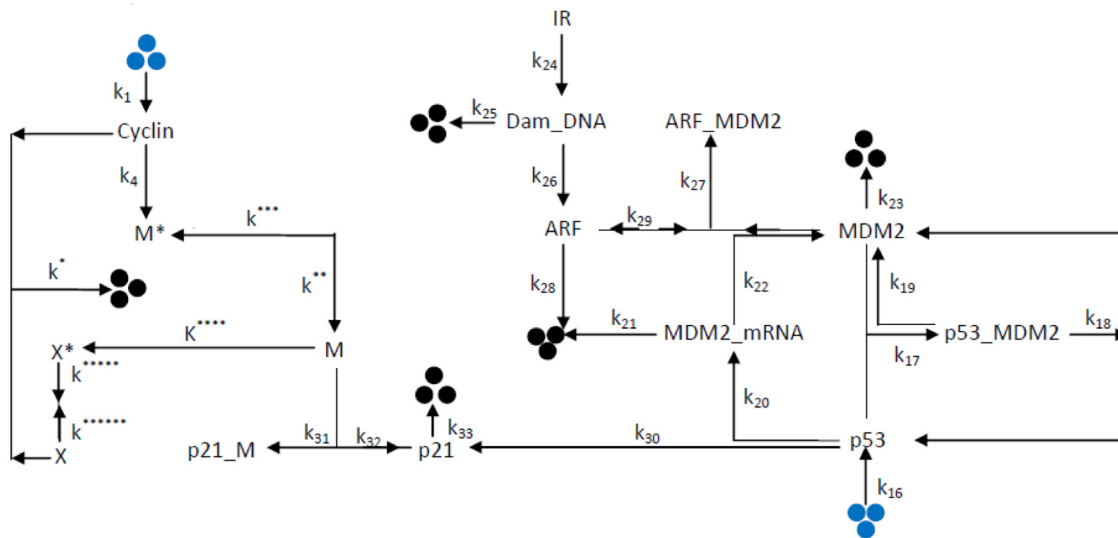 IR
k24
k1
k25
Dam_DNA
ARF_MDM2
Cyclin
k4
k26
k27
k23
M*
k***
ARF
k29
MDM2
k*
k**
k28
k22
k19
K****
k21
MDM2_mRNA
p53_MDM2
k18
X*
M
k17
k*****
k20
k******
k31
k32
k33
k30
X
p21_M
p21
p53
k16